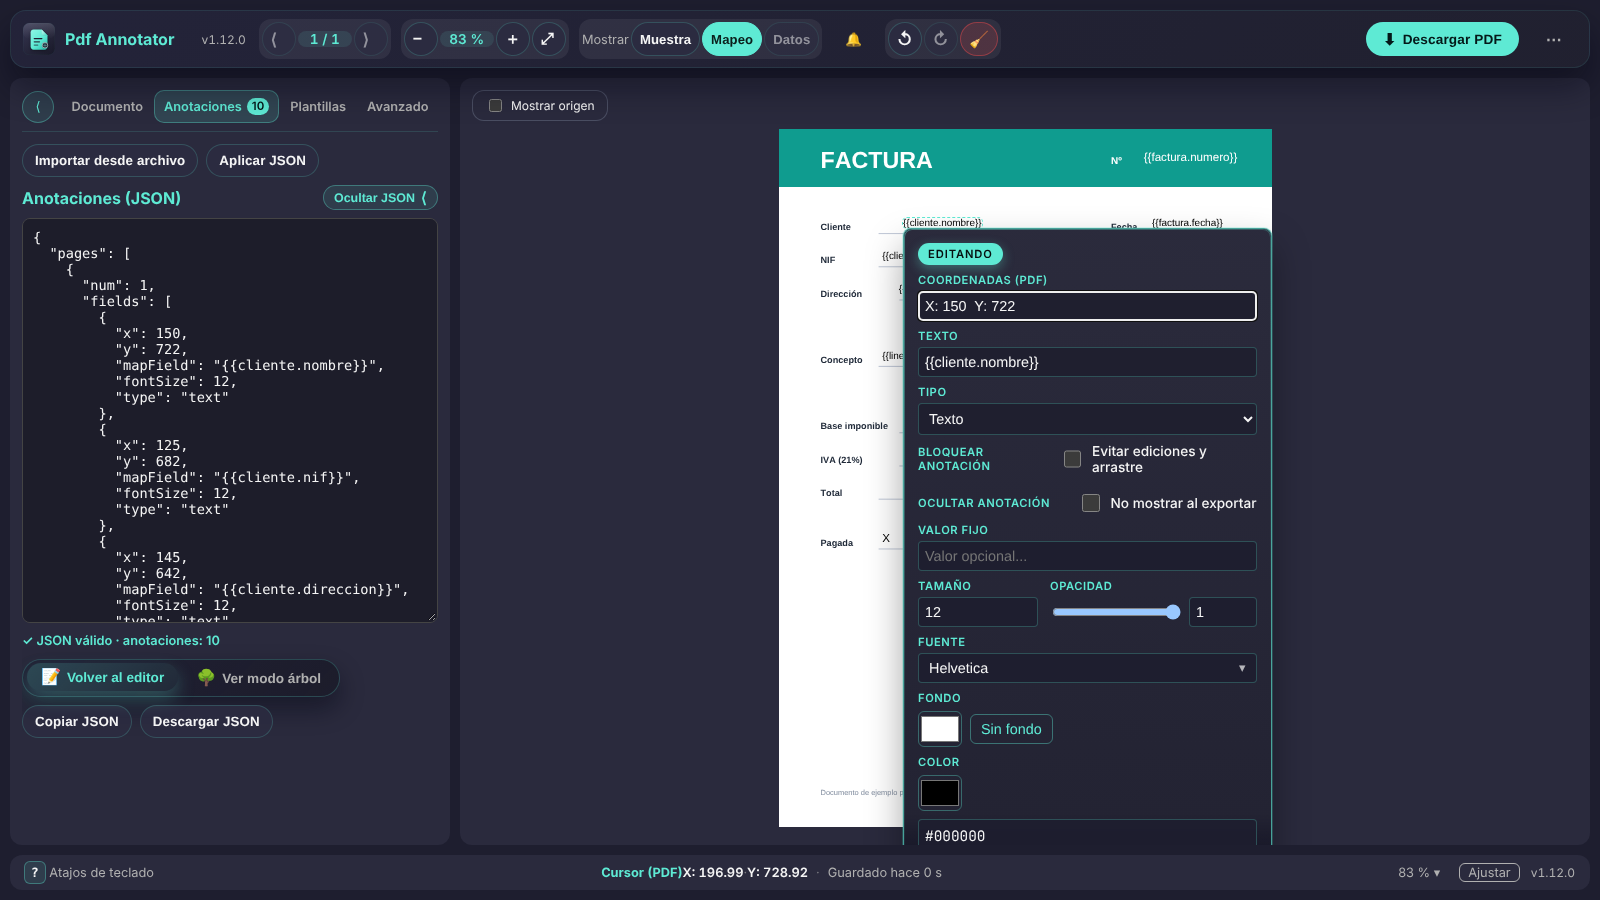 Pdf Annotator
v1.12.0
1 / 1
83 %
Mostrar
Muestra
Mapeo
Datos
Descargar PDF
Documento
Anotaciones 10
Plantillas
Avanzado
Importar desde archivo
Aplicar JSON
Anotaciones (JSON)
Ocultar JSON
{
"pages": [
{
"num": 1,
"fields": [
{
"x": 150,
"y": 722,
"mapField": "{{cliente.nombre}}",
"fontSize": 12,
"type": "text"
},
{
"x": 125,
"y": 682,
"mapField": "{{cliente.nif}}",
"fontSize": 12,
"type": "text"
},
{
"x": 145,
"y": 642,
"mapField": "{{cliente.direccion}}",
"fontSize": 12,
"type": "text"
✓ JSON válido · anotaciones: 10
Volver al editor
Ver modo árbol
Copiar JSON
Descargar JSON
Mostrar origen
FACTURA
Nº
{{factura.numero}}
Cliente
{{cliente.nombre}}
Fecha
{{factura.fecha}}
NIF
Dirección
Concepto
Base imponible
IVA (21%)
Total
Pagada
X
Documento de ejemplo
EDITANDO
COORDENADAS (PDF)
X: 150 Y: 722
TEXTO
{{cliente.nombre}}
TIPO
Texto
BLOQUEAR ANOTACIÓN
Evitar ediciones y arrastre
OCULTAR ANOTACIÓN
No mostrar al exportar
VALOR FIJO
Valor opcional...
TAMAÑO
OPACIDAD
12
1
FUENTE
Helvetica
FONDO
Sin fondo
COLOR
#000000
? Atajos de teclado
Cursor (PDF)X: 196.99 Y: 728.92 · Guardado hace 0 s
83 %
Ajustar
v1.12.0